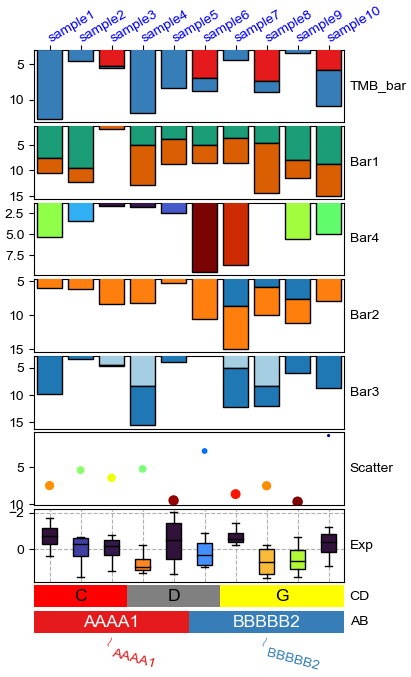 sample1 sample2 sample3 sample4 sample5 sample6 sample7 sample8 sample9 sample10
5
10
TMB_bar
5
10
15
Bar1
2.5
5.0
7.5
Bar4
5
10
15
Bar2
5
10
15
Bar3
5
10
Scatter
−2
0
Exp
C D G CD
AAAA1 BBBBB2 AB
AAAA1 BBBBB2